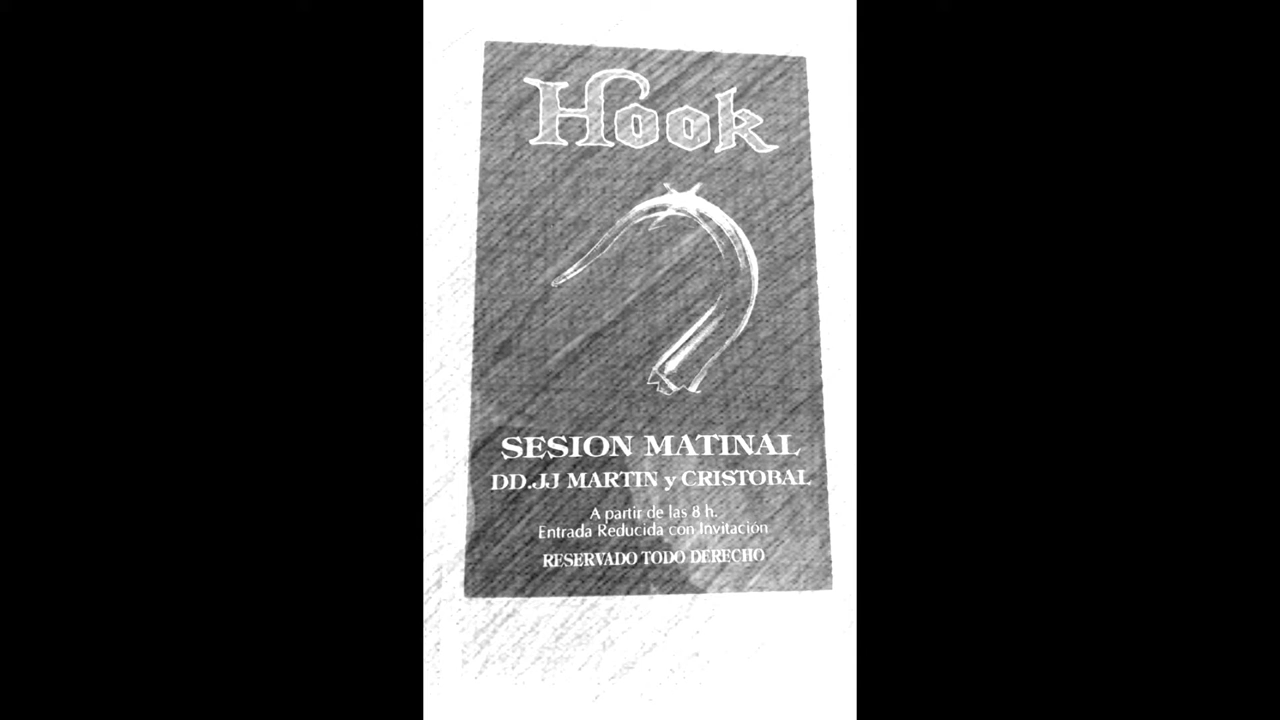 Hook
SESION MATINAL
DD.JJ MARTIN y CRISTOBAL
A partir de las 8 h.
Entrada Reducida con Invitación
RESERVADO TODO DERECHO